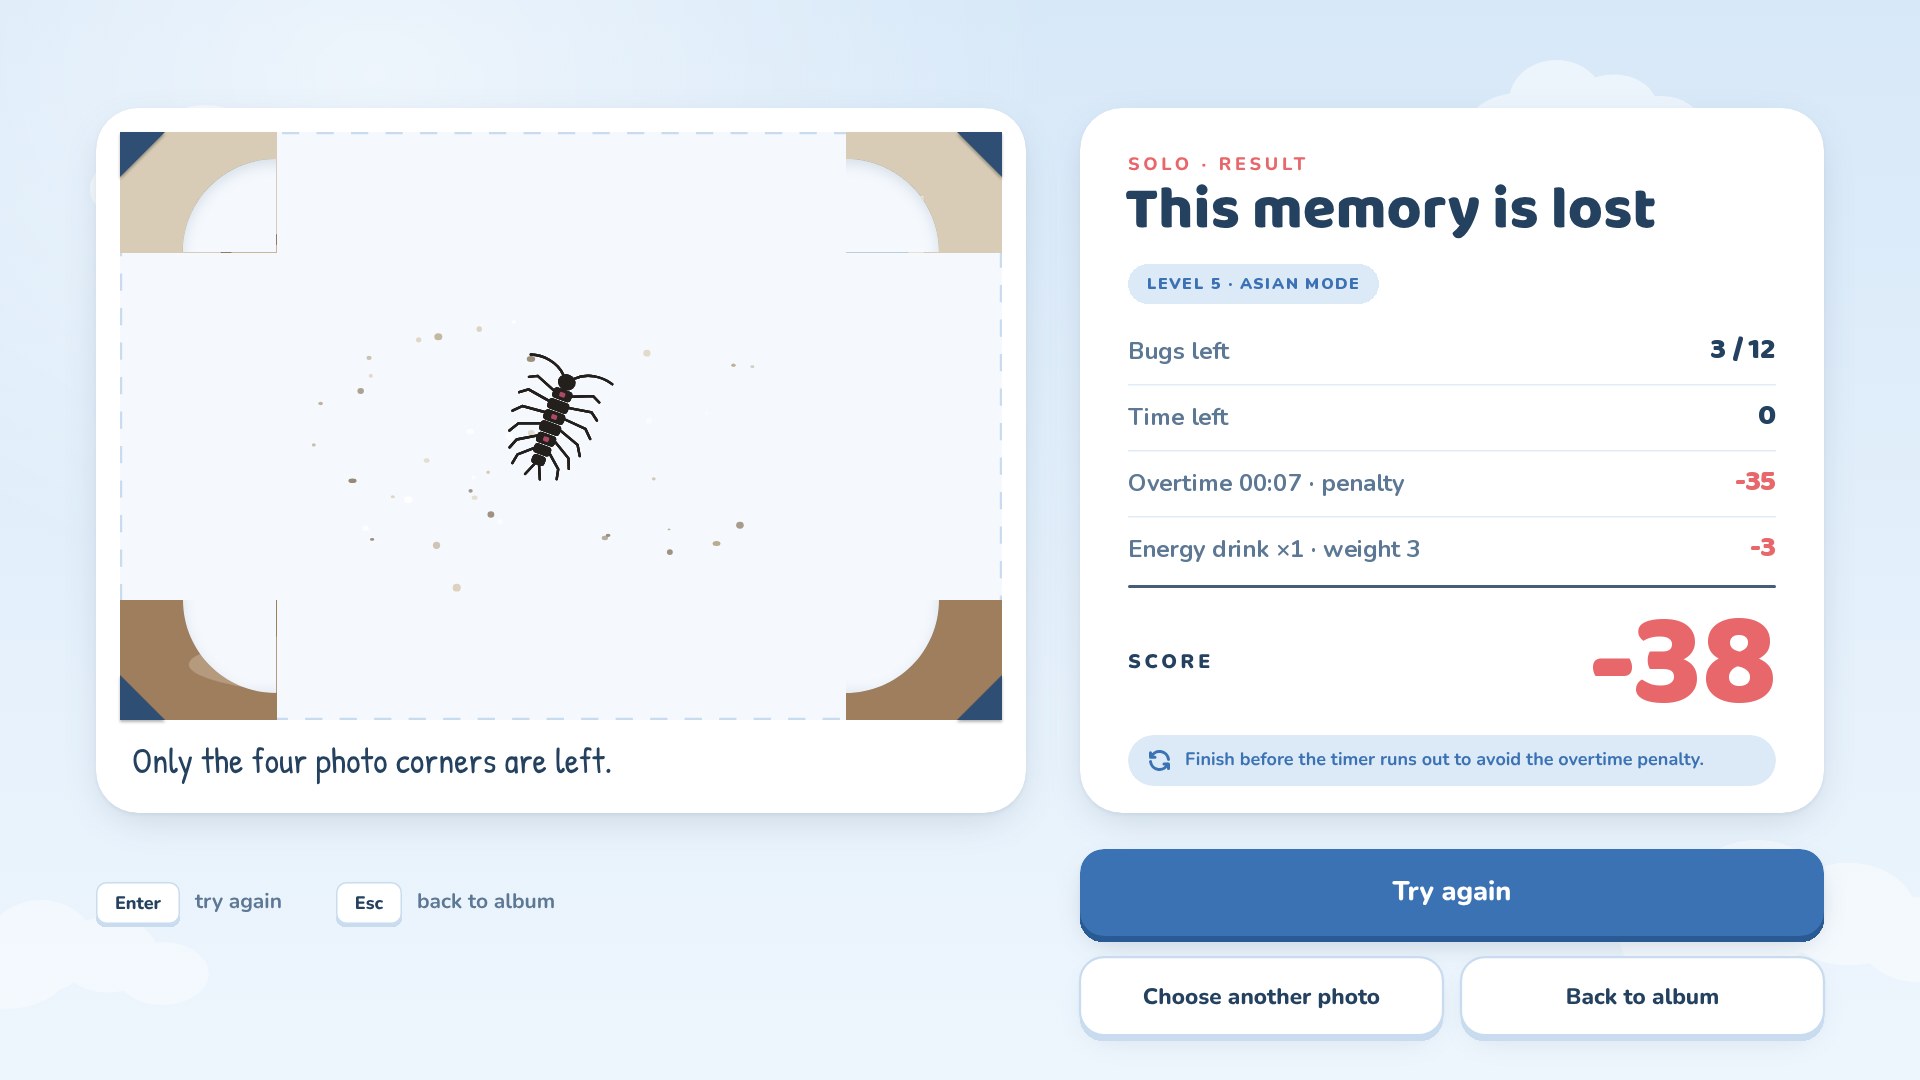 Only the four photo corners are left.
Enter try again Esc back to album
SOLO · RESULT
This memory is lost
LEVEL 5 · ASIAN MODE
Bugs left 3 / 12
Time left 0
Overtime 00:07 · penalty -35
Energy drink ×1 · weight 3 -3
SCORE -38
Finish before the timer runs out to avoid the overtime penalty.
Try again
Choose another photo Back to album